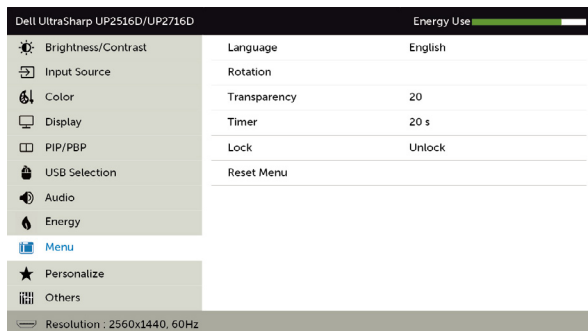 Dell UltraSharp UP2516D/UP2716D Energy Use
Brightness/Contrast Language English
Input Source Rotation
Color Transparency 20
Display Timer 20 s
PIP/PBP Lock Unlock
USB Selection Reset Menu
Audio
Energy
Menu
Personalize
Others
Resolution : 2560x1440, 60Hz